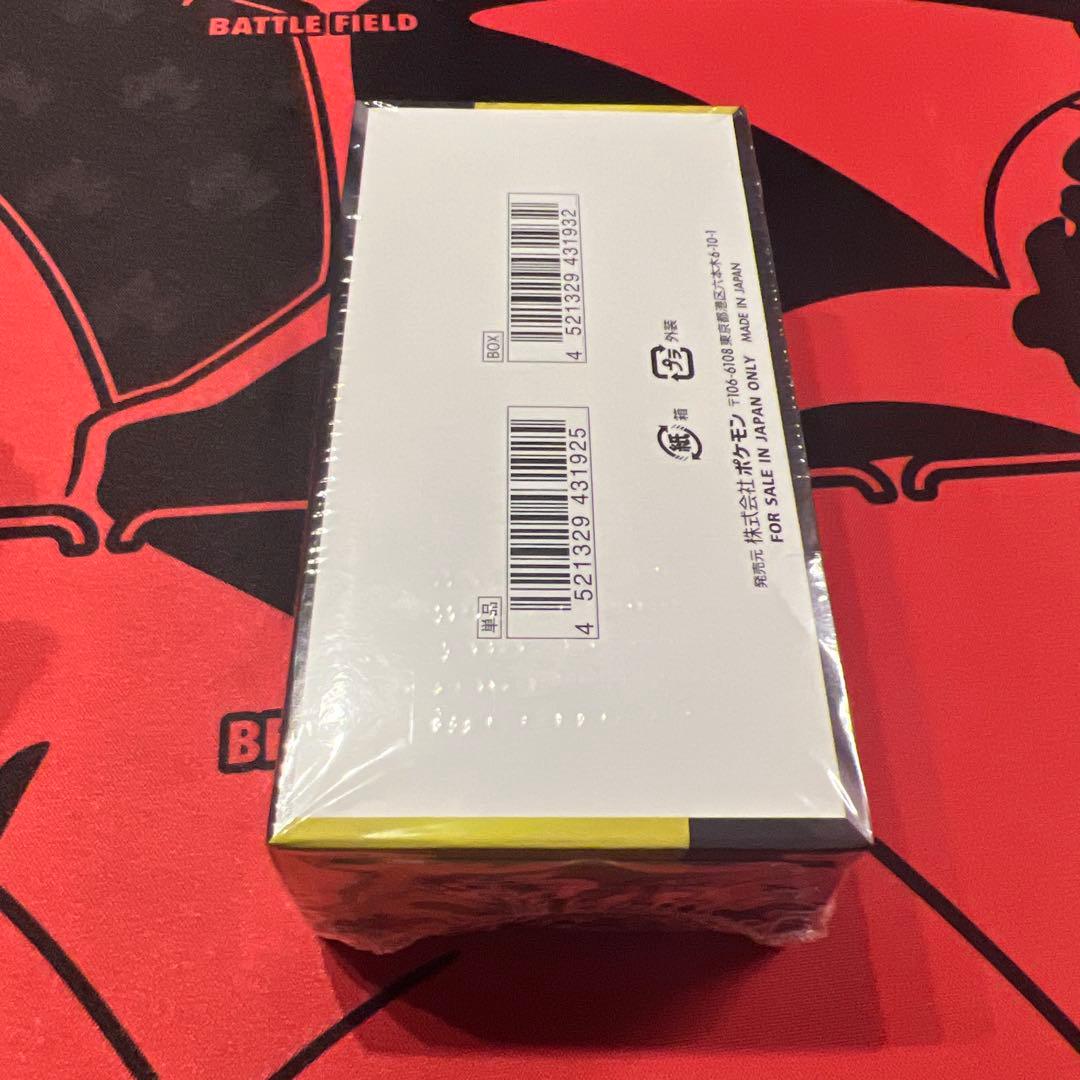 BATTLE FIELD
BOX
4 521329 431932
単品
4 521329 431925
プラ 外装
紙 箱
発売元 株式会社ポケモン 〒106-6108 東京都港区六本木6-10-1
FOR SALE IN JAPAN ONLY MADE IN JAPAN